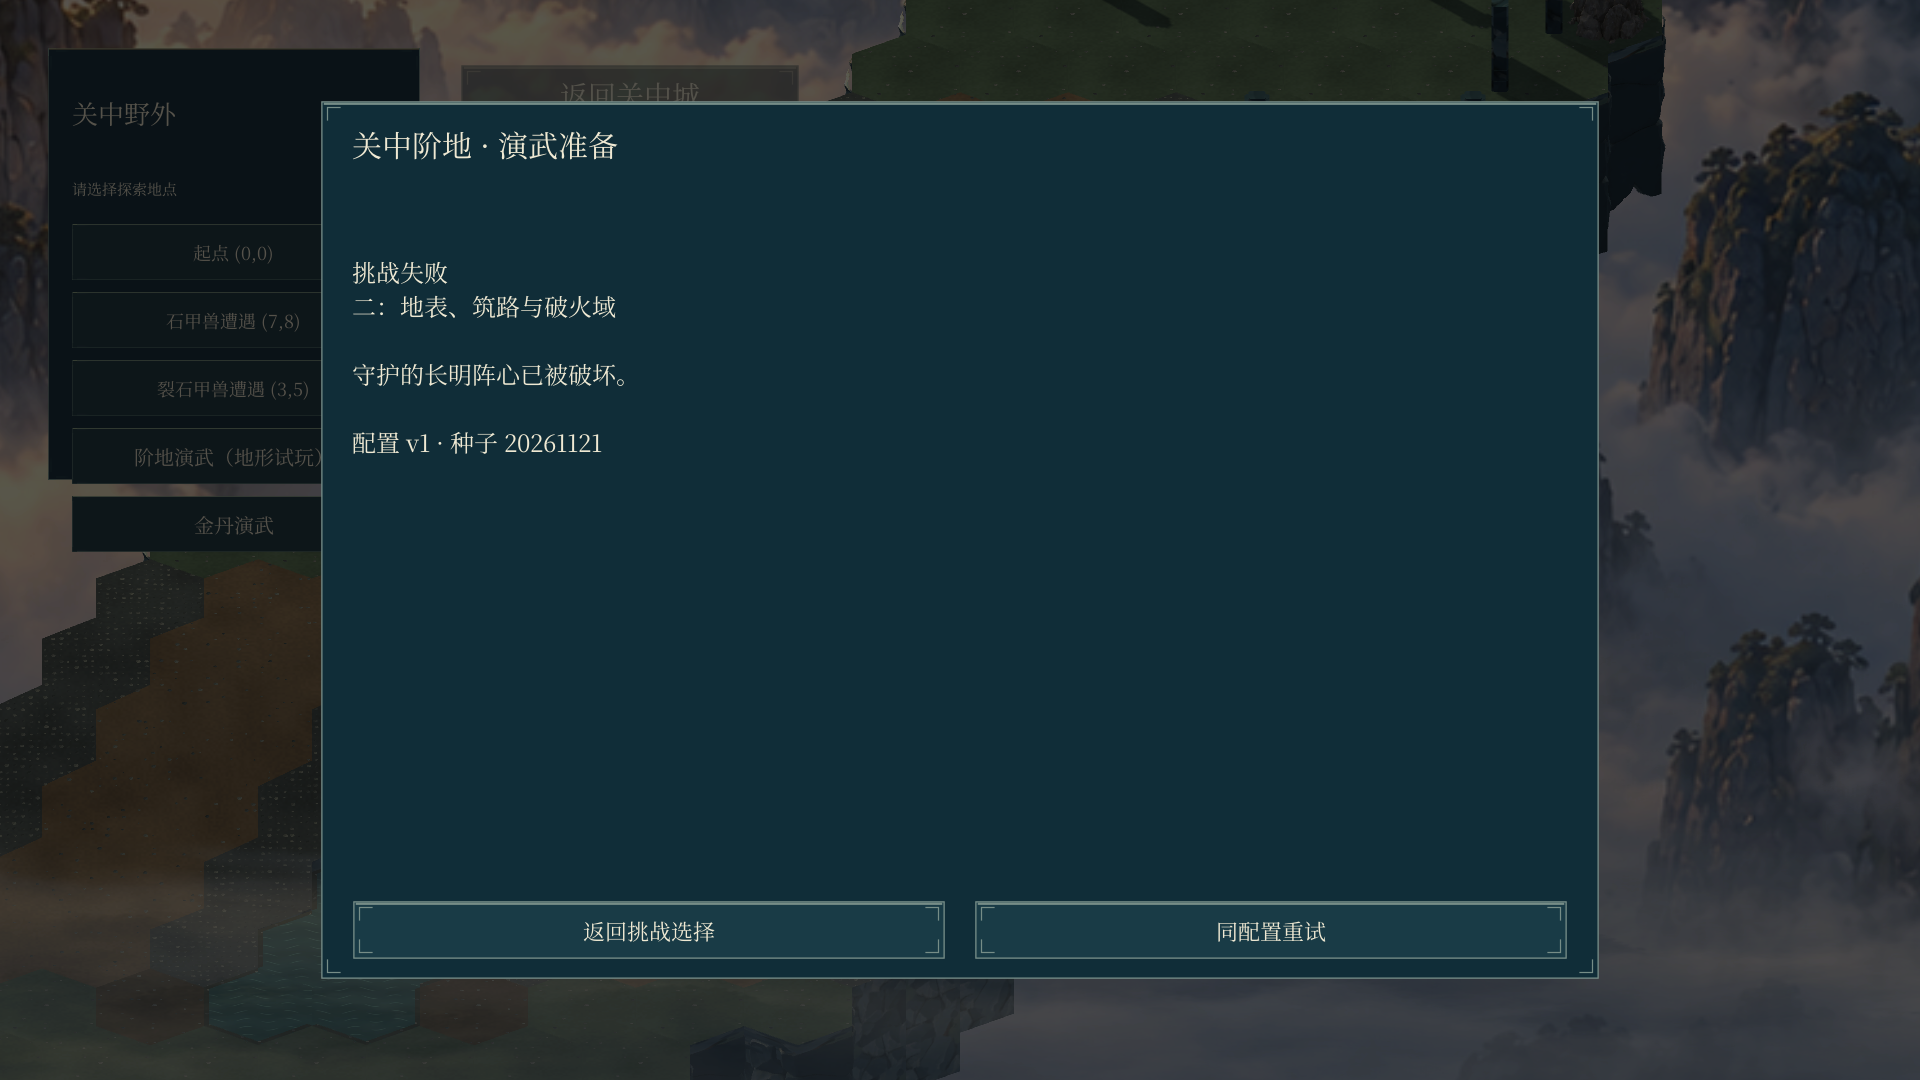 关中野外
请选择探索地点
起点 (0,0)
石甲兽遭遇 (7,8)
裂石甲兽遭遇 (3,5)
阶地演武（地形试玩）
金丹演武
返回关中城
关中阶地 · 演武准备
挑战失败
二：地表、筑路与破火域
守护的长明阵心已被破坏。
配置 v1 · 种子 20261121
返回挑战选择
同配置重试